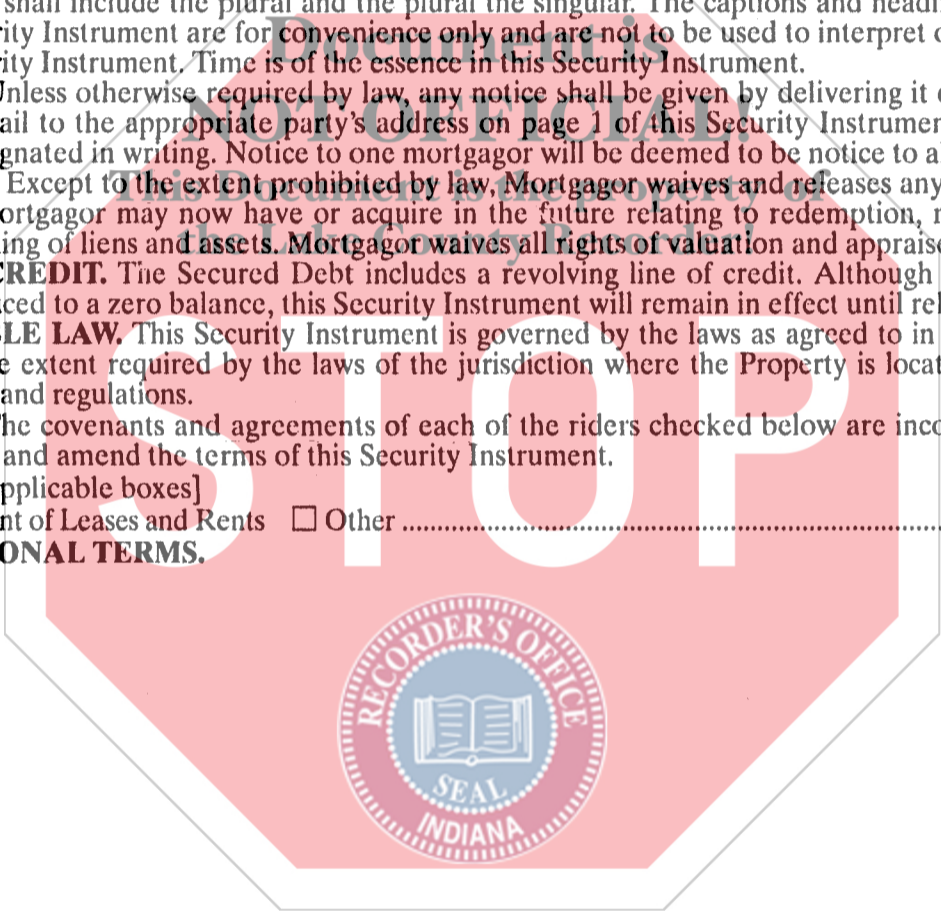 shall include the plural and the plural the singular. The captions and headi
rity Instrument are for convenience only and are not to be used to interpret
rity Instrument. Time is of the essence in this Security Instrument.
Unless otherwise required by law, any notice shall be given by delivering it
ail to the appropriate party's address on page 1 of this Security Instrumen
gnated in writing. Notice to one mortgagor will be deemed to be notice to a
Except to the extent prohibited by law, Mortgagor waives and releases any
ortgagor may now have or acquire in the future relating to redemption,
ing of liens and assets. Mortgagor waives all rights of valuation and appraise
CREDIT. The Secured Debt includes a revolving line of credit. Although
ced to a zero balance, this Security Instrument will remain in effect until rel
LE LAW. This Security Instrument is governed by the laws as agreed to in
e extent required by the laws of the jurisdiction where the Property is locat
and regulations.
The covenants and agreements of each of the riders checked below are inco
and amend the terms of this Security Instrument.
pplicable boxes]
nt of Leases and Rents ☐ Other ..............................
ONAL TERMS.
Document is
NOT OFFICIAL!
This Document is the property of
the Lake County Recorder!
STOP
RECORDER'S OFFICE
SEAL
INDIANA